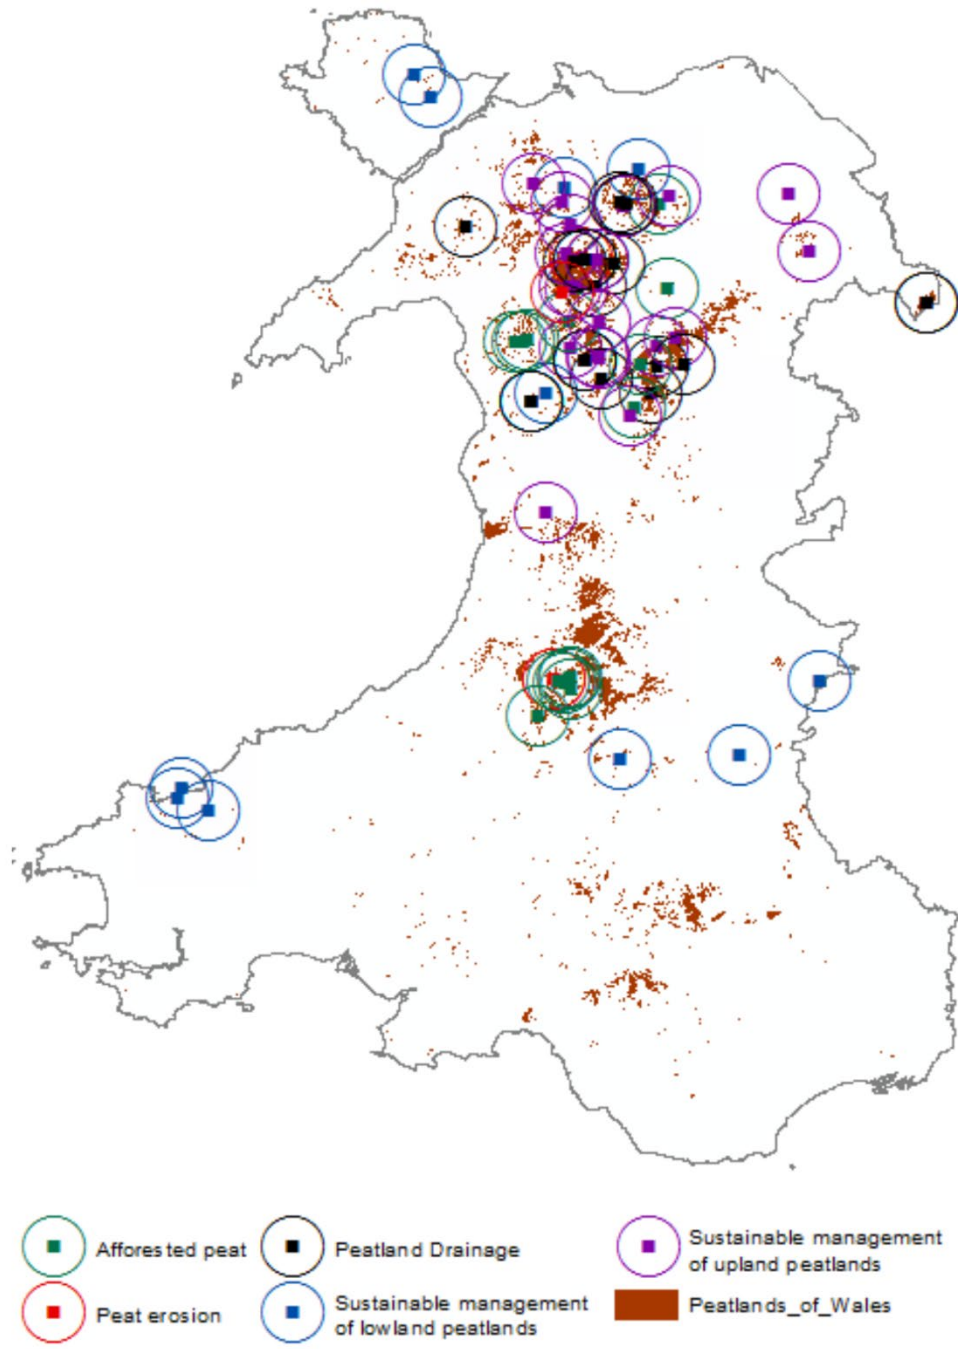 Afforested peat
Peatland Drainage
Sustainable management
of upland peatlands
Peat erosion
Sustainable management
of lowland peatlands
Peatlands_of_Wales